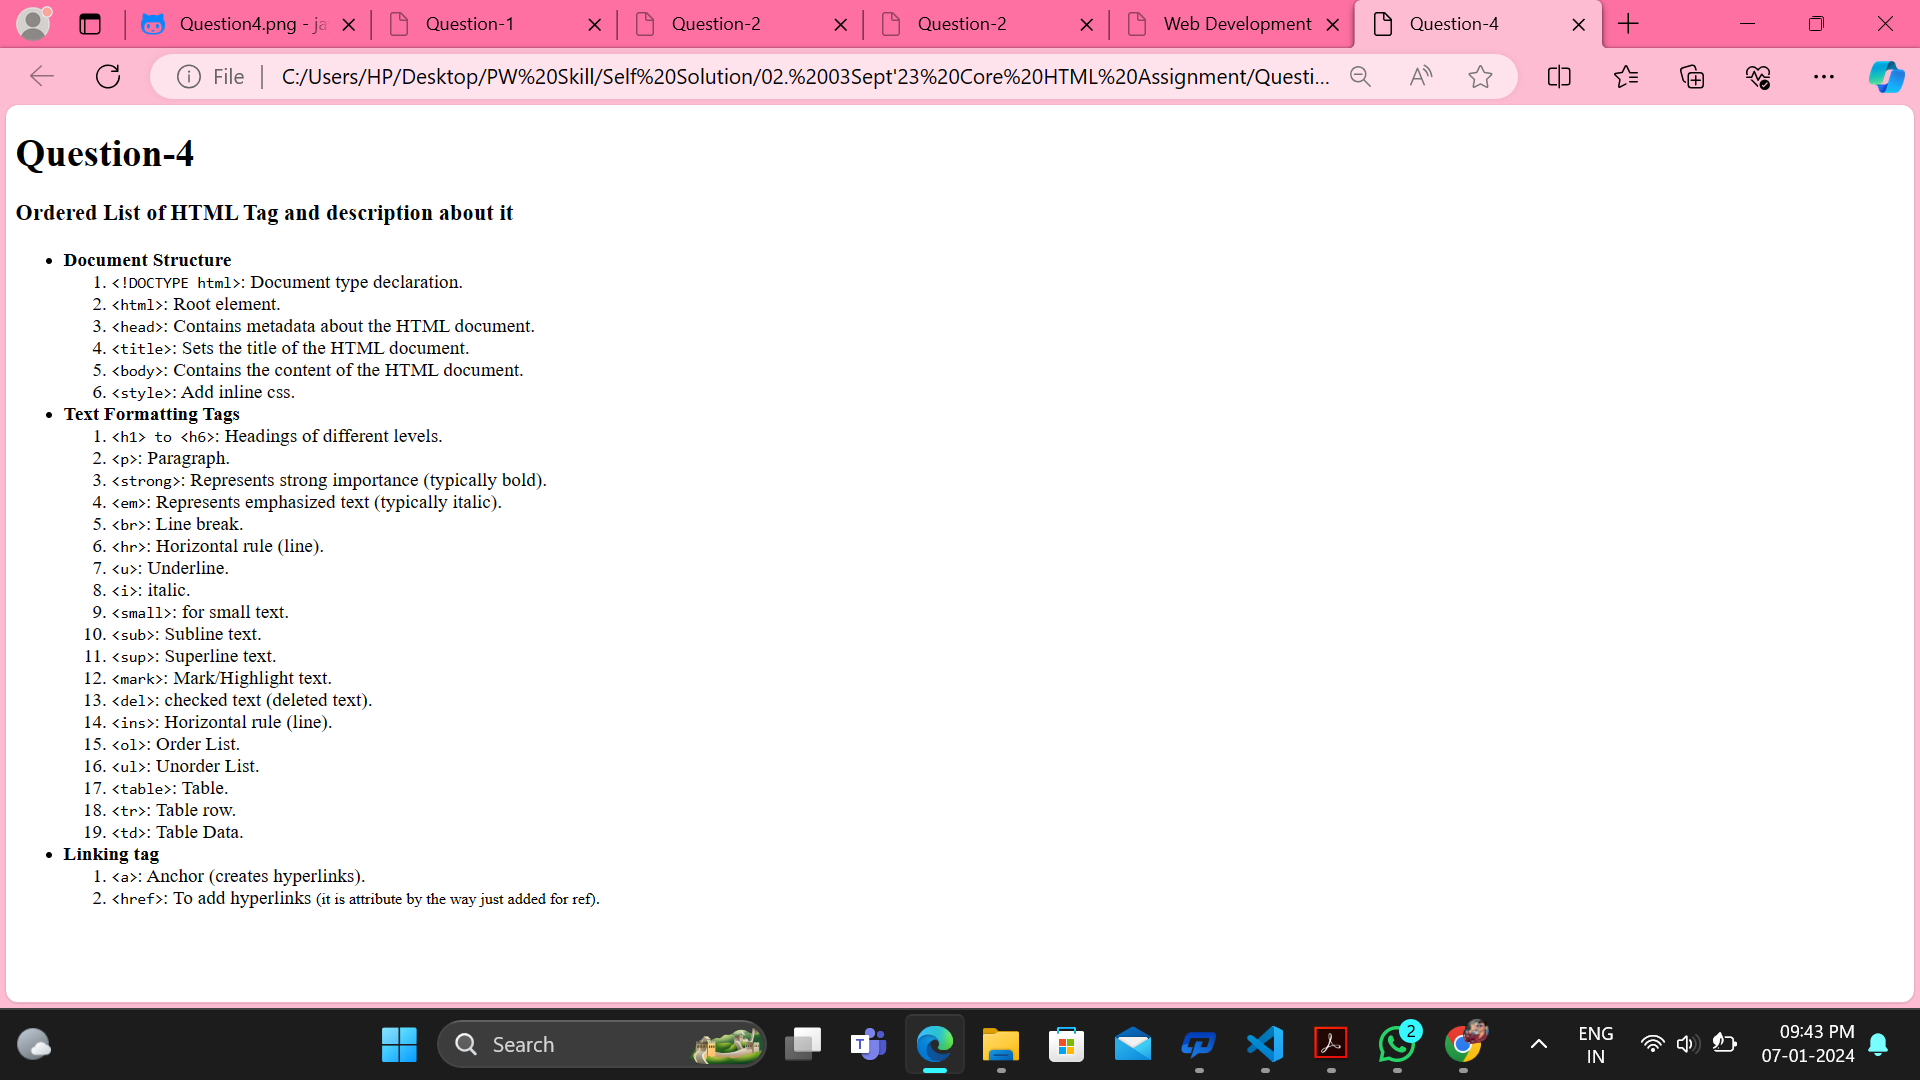 Question4.png - ja
Question-1
Question-2
Question-2
Web Development
Question-4
File
C:/Users/HP/Desktop/PW%20Skill/Self%20Solution/02.%2003Sept'23%20Core%20HTML%20Assignment/Questi...
Question-4
Ordered List of HTML Tag and description about it
• Document Structure
1. <!DOCTYPE html>: Document type declaration.
2. <html>: Root element.
3. <head>: Contains metadata about the HTML document.
4. <title>: Sets the title of the HTML document.
5. <body>: Contains the content of the HTML document.
6. <style>: Add inline css.
• Text Formatting Tags
1. <h1> to <h6>: Headings of different levels.
2. <p>: Paragraph.
3. <strong>: Represents strong importance (typically bold).
4. <em>: Represents emphasized text (typically italic).
5. <br>: Line break.
6. <hr>: Horizontal rule (line).
7. <u>: Underline.
8. <i>: italic.
9. <small>: for small text.
10. <sub>: Subline text.
11. <sup>: Superline text.
12. <mark>: Mark/Highlight text.
13. <del>: checked text (deleted text).
14. <ins>: Horizontal rule (line).
15. <ol>: Order List.
16. <ul>: Unorder List.
17. <table>: Table.
18. <tr>: Table row.
19. <td>: Table Data.
• Linking tag
1. <a>: Anchor (creates hyperlinks).
2. <href>: To add hyperlinks (it is attribute by the way just added for ref).
Search
T
2
ENG
IN
09:43 PM
07-01-2024